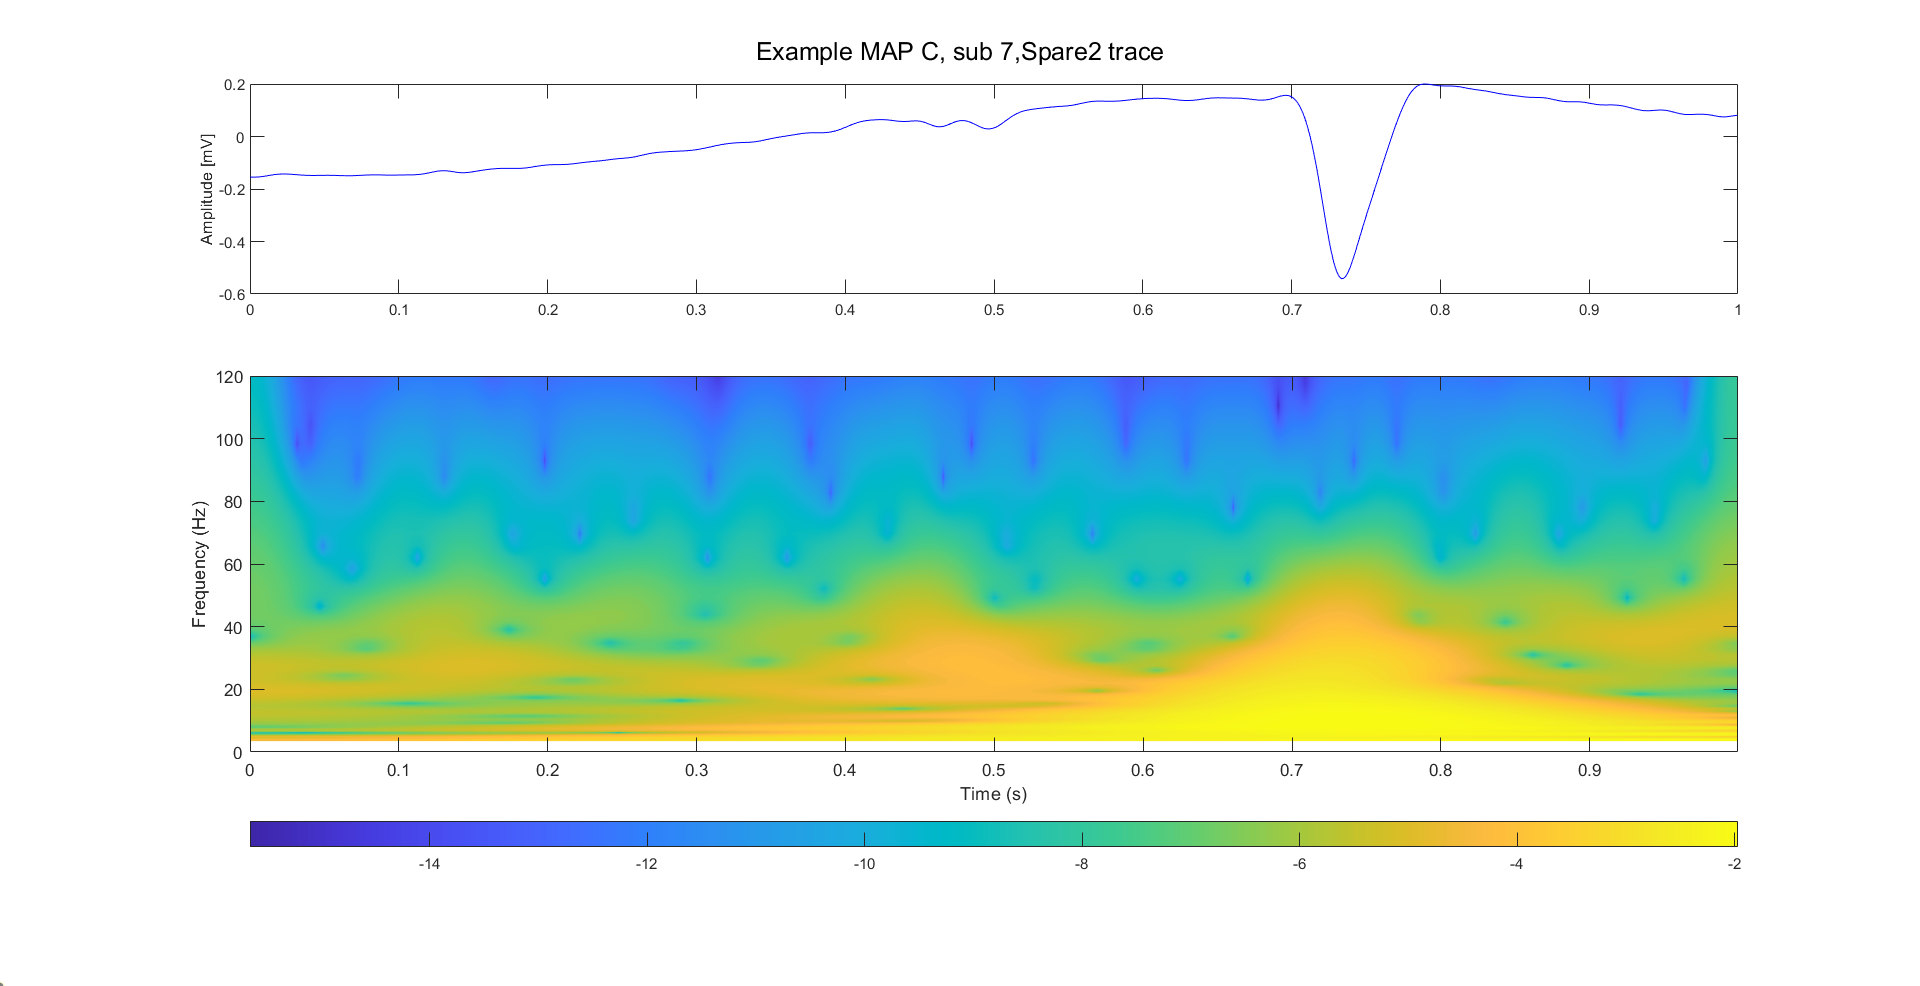 Example MAP C, sub 7,Spare2 trace
Amplitude [mV]
0.2
0
-0.2
-0.4
-0.6
0 0.1 0.2 0.3 0.4 0.5 0.6 0.7 0.8 0.9 1
Frequency (Hz)
120
100
80
60
40
20
0
0 0.1 0.2 0.3 0.4 0.5 0.6 0.7 0.8 0.9
Time (s)
-14 -12 -10 -8 -6 -4 -2